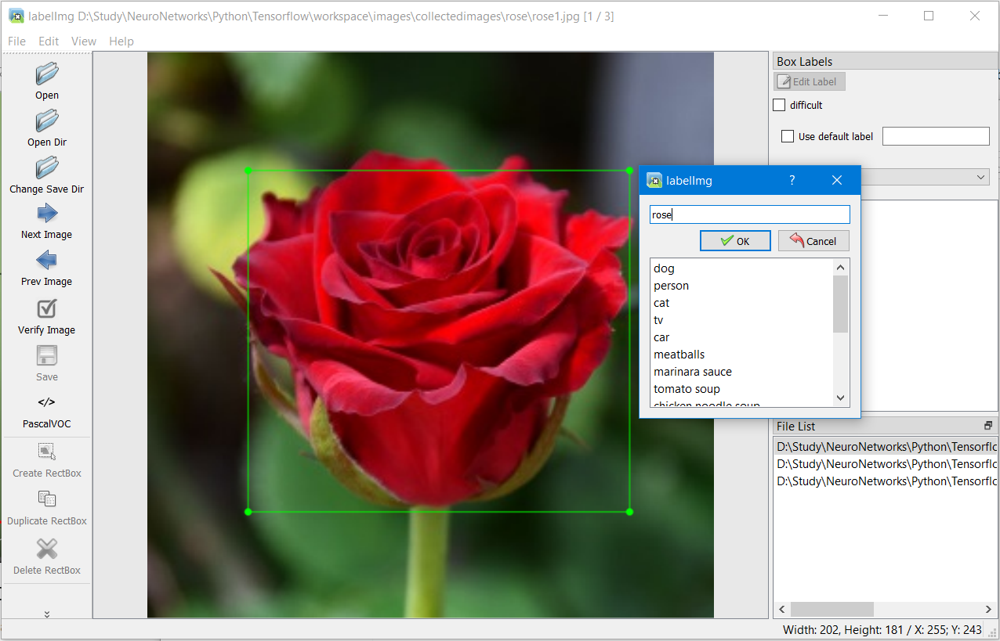 labelImg D:\Study\NeuroNetworks\Python\Tensorflow\workspace\images\collectedimages\rose\rose1.jpg [1 / 3]
File Edit View Help
Open
Open Dir
Change Save Dir
Next Image
Prev Image
Verify Image
Save
</>
PascalVOC
Create RectBox
Duplicate RectBox
Delete RectBox
Box Labels
Edit Label
difficult
Use default label
labelImg ?
rose
OK Cancel
dog
person
cat
tv
car
meatballs
marinara sauce
tomato soup
chicken noodle soup
File List
D:\Study\NeuroNetworks\Python\Tensorflc
D:\Study\NeuroNetworks\Python\Tensorflc
D:\Study\NeuroNetworks\Python\Tensorflc
Width: 202, Height: 181 / X: 255; Y: 243